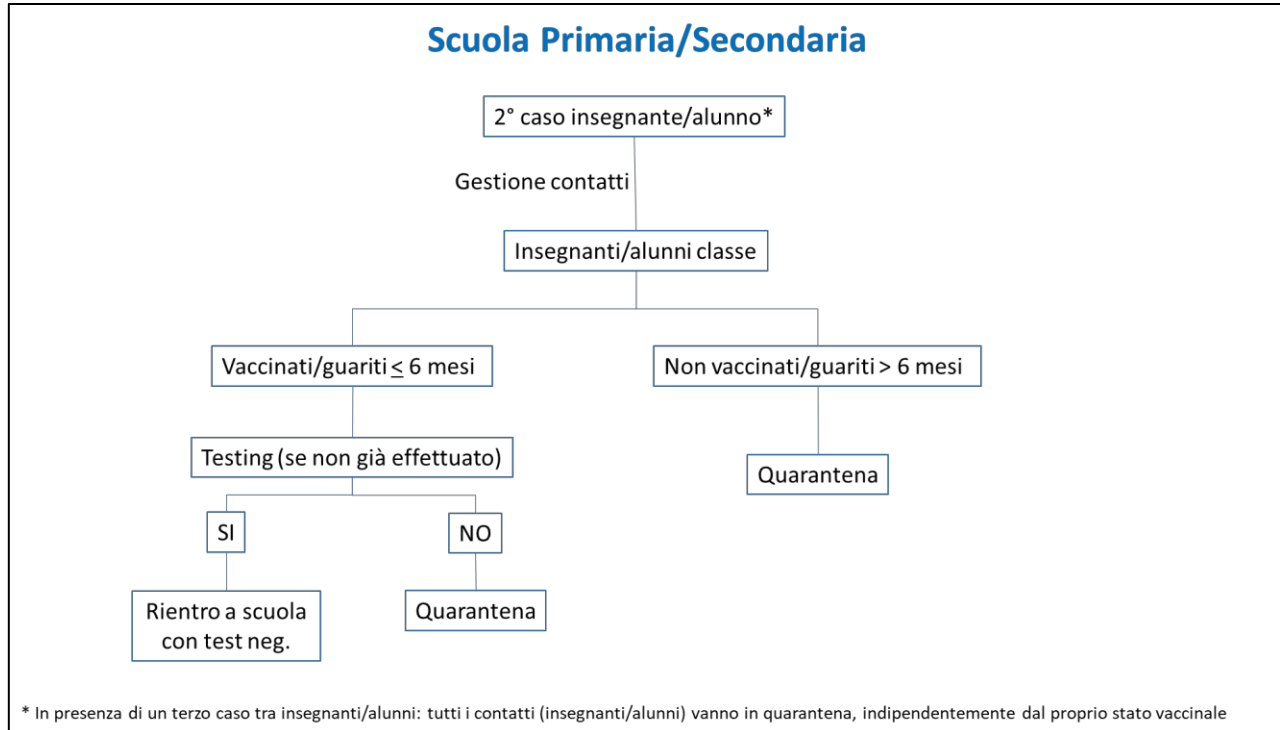 Scuola Primaria/Secondaria
2° caso insegnante/alunno*
Gestione contatti
Insegnanti/alunni classe
Vaccinati/guariti ≤ 6 mesi
Non vaccinati/guariti > 6 mesi
Testing (se non già effettuato)
Quarantena
SI
NO
Rientro a scuola
con test neg.
Quarantena
* In presenza di un terzo caso tra insegnanti/alunni: tutti i contatti (insegnanti/alunni) vanno in quarantena, indipendentemente dal proprio stato vaccinale